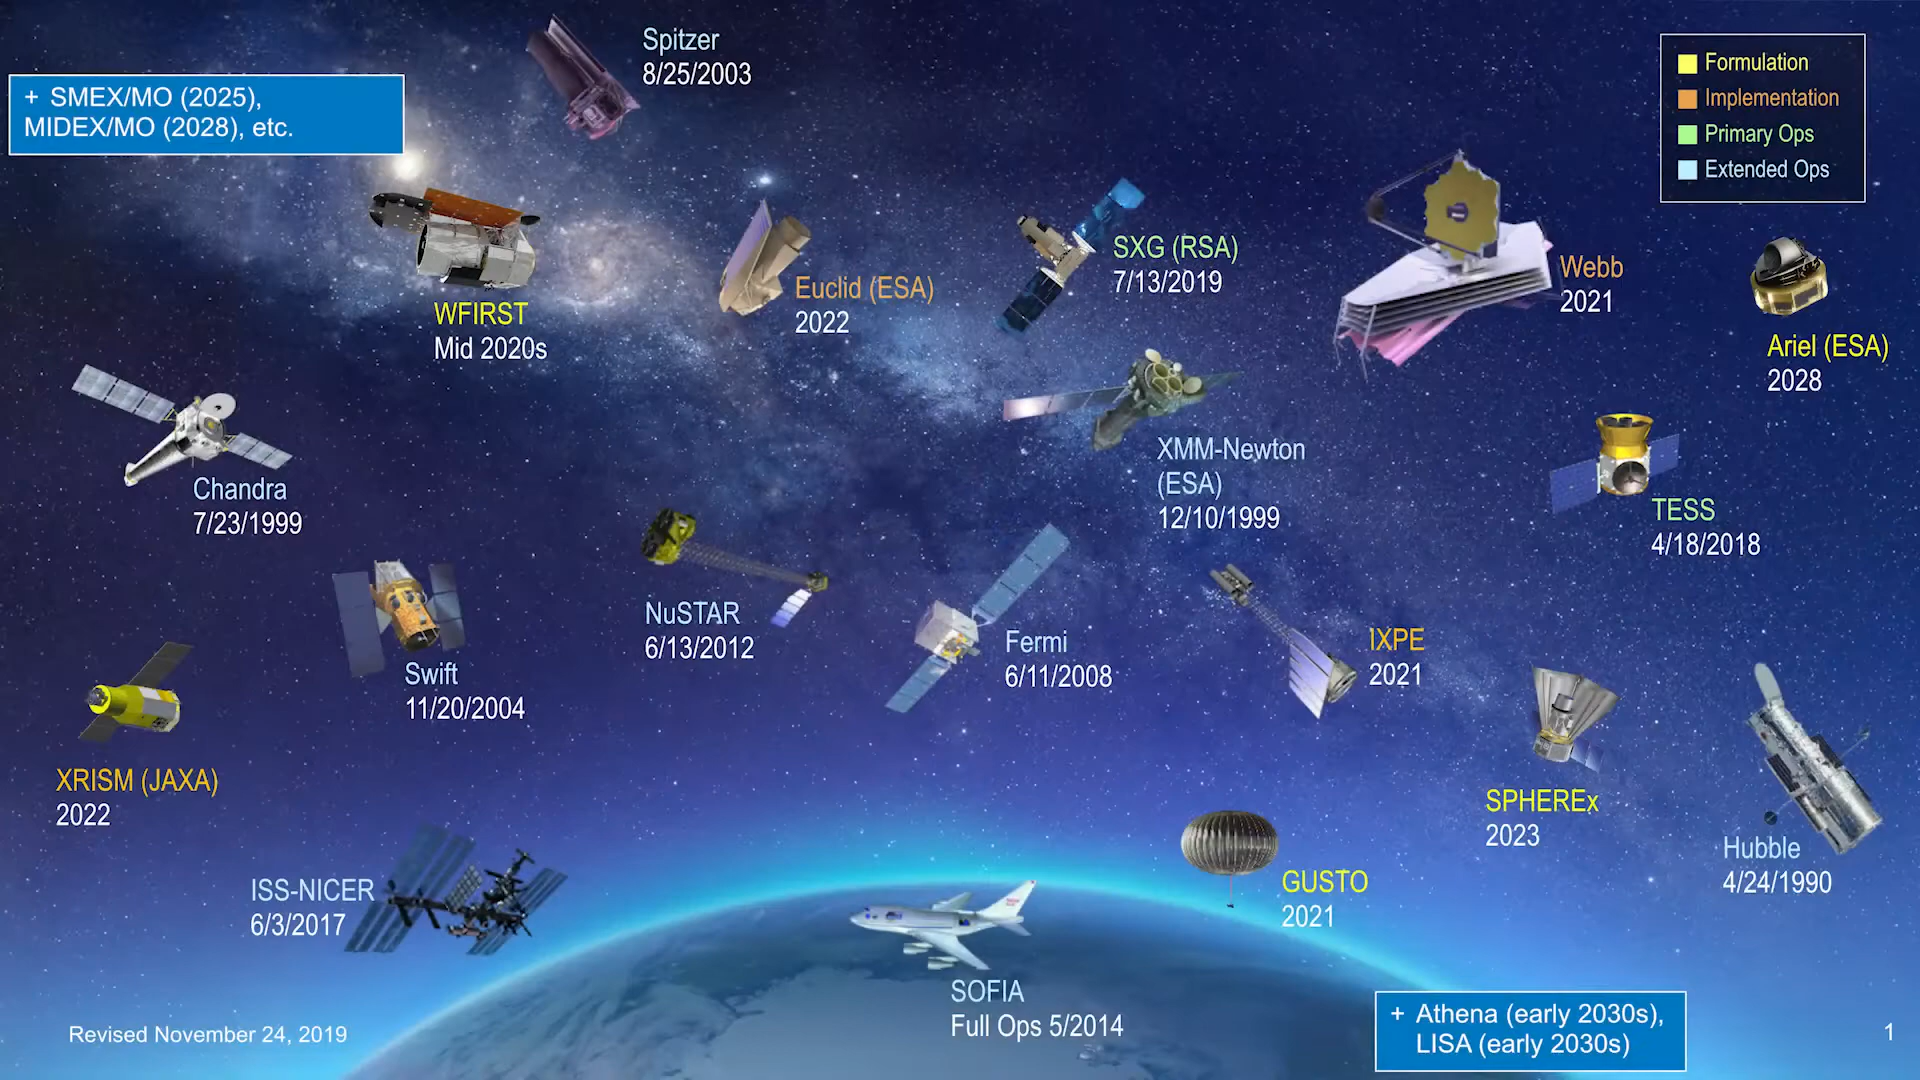 Spitzer
8/25/2003
+ SMEX/MO (2025),
MIDEX/MO (2028), etc.
Formulation
Implementation
Primary Ops
Extended Ops
WFIRST
Mid 2020s
Euclid (ESA)
2022
SXG (RSA)
7/13/2019
Webb
2021
Ariel (ESA)
2028
Chandra
7/23/1999
XMM-Newton
(ESA)
12/10/1999
TESS
4/18/2018
Swift
11/20/2004
NuSTAR
6/13/2012
Fermi
6/11/2008
IXPE
2021
XRISM (JAXA)
2022
SPHEREx
2023
Hubble
4/24/1990
ISS-NICER
6/3/2017
GUSTO
2021
SOFIA
Full Ops 5/2014
Revised November 24, 2019
+ Athena (early 2030s),
LISA (early 2030s)
1